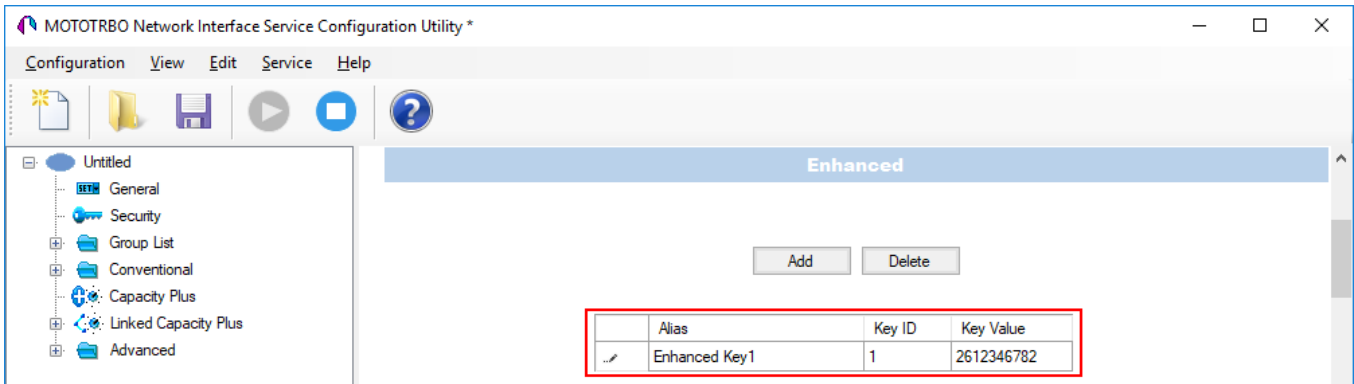 MOTOTRBO Network Interface Service Configuration Utility *
Configuration View Edit Service Help
Untitled
General
Security
Group List
Conventional
Capacity Plus
Linked Capacity Plus
Advanced
Enhanced
Add Delete
Alias Key ID Key Value
Enhanced Key1 1 2612346782